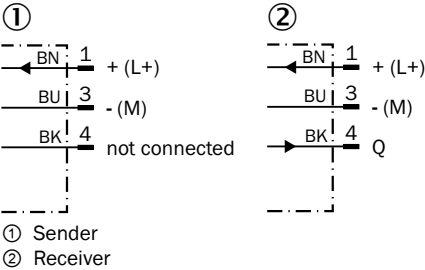 ① ②
BN 1 + (L+) BN 1 + (L+)
BU 3 - (M) BU 3 - (M)
BK 4 not connected BK 4 Q
① Sender
② Receiver